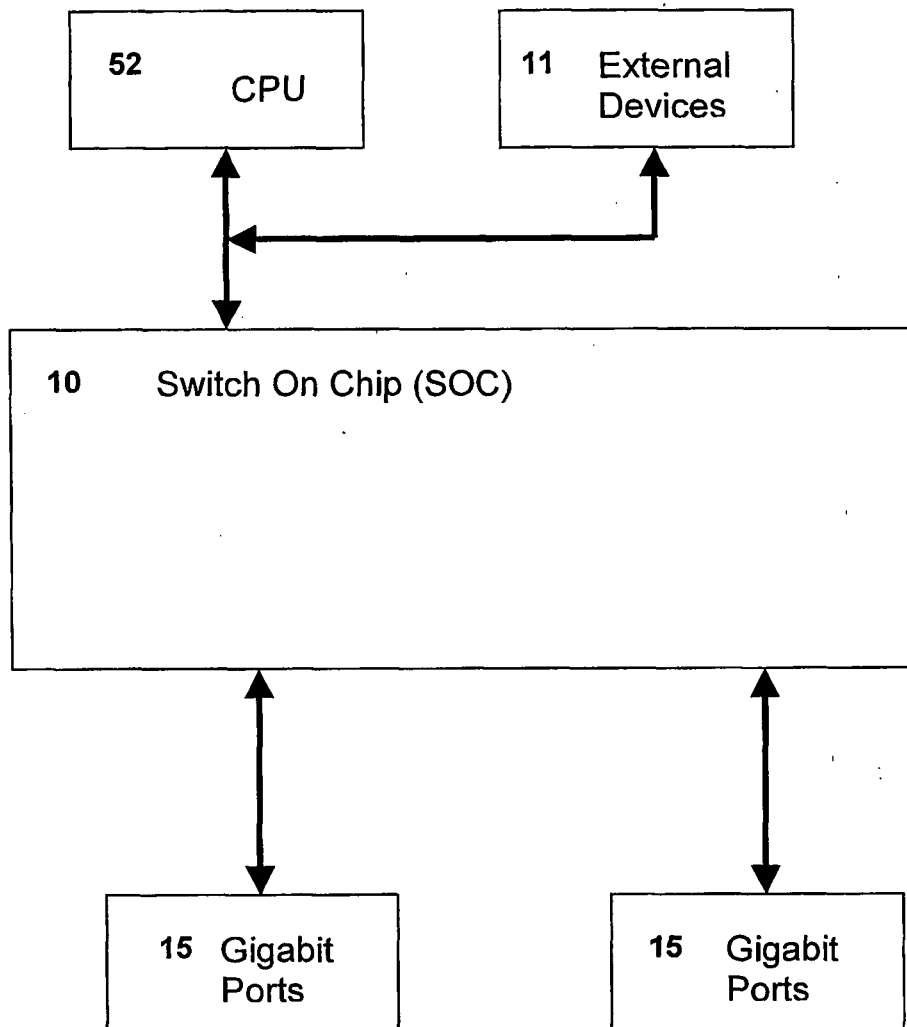 52 CPU
11 External
Devices
10 Switch On Chip (SOC)
15 Gigabit
Ports
15 Gigabit
Ports